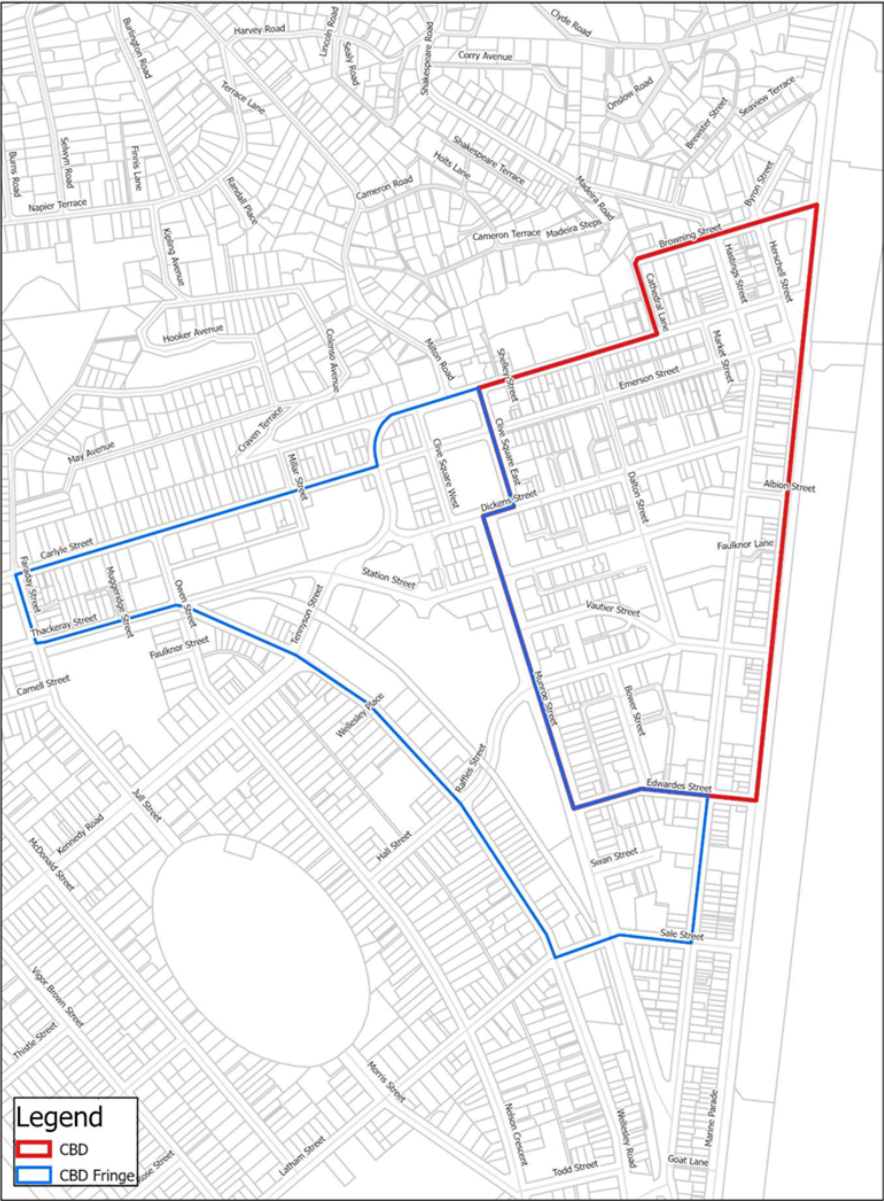 Clyde Road
Burlington Road
Harvey Road
Lincoln Road
Sealy Road
Shakespeare Road
Corry Avenue
Terrace Lane
Onslow Road
Seaview Terrace
Brewster Street
Burns Road
Selwyn Road
Finnis Lane
Shakespeare Terrace
Holts Lane
Byron Street
Randall Place
Cameron Road
Madeira Road
Napier Terrace
Kipling Avenue
Cameron Terrace
Madeira Steps
Browning Street
Hastings Street
Herschell Street
Cathedral Lane
Hooker Avenue
Colenso Avenue
Milton Road
Shelley Street
Market Street
Emerson Street
Craven Terrace
May Avenue
Clive Square West
Clive Square East
Millar Street
Dickens Street
Dalton Street
Albion Street
Carlyle Street
Faulknor Lane
Faraday Street
Muggeridge Street
Owen Street
Station Street
Tennyson Street
Vautier Street
Thackeray Street
Faulknor Street
Carnell Street
Munroe Street
Bower Street
Wellesley Place
Raffles Street
Edwardes Street
Jull Street
Kennedy Road
Hall Street
McDonald Street
Swan Street
Sale Street
Vigor Brown Street
Thistle Street
Morris Street
Nelson Crescent
Wellesley Road
Marine Parade
Latham Street
Rose Street
Todd Street
Goat Lane
Legend
CBD
CBD Fringe